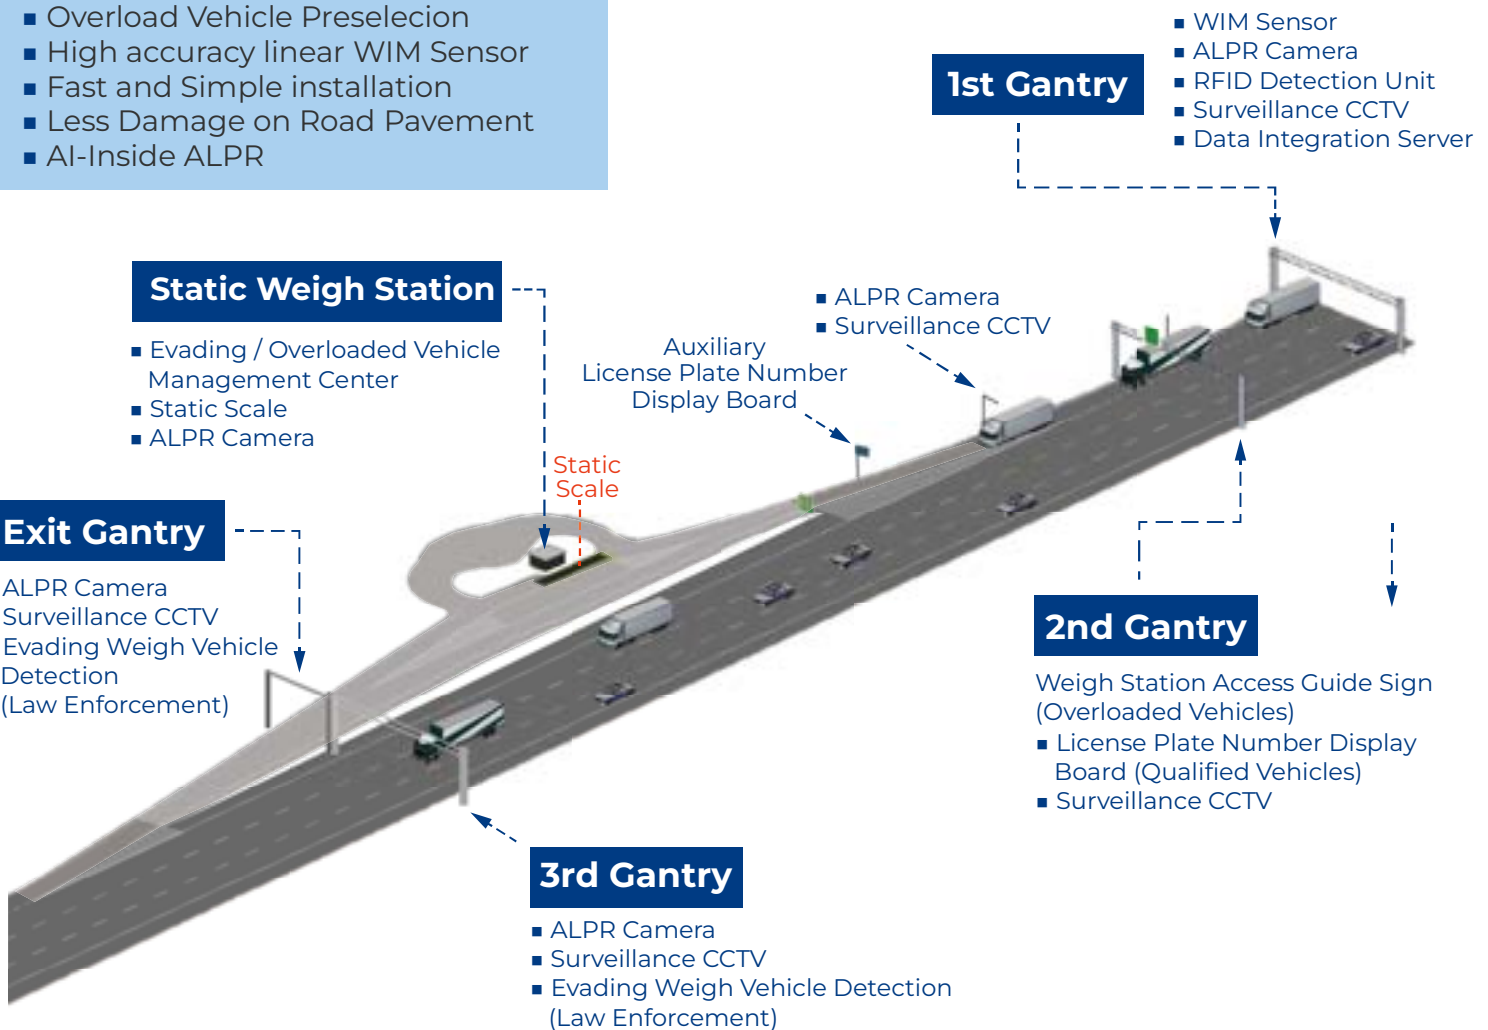 Overload Vehicle Preselecion
High accuracy linear WIM Sensor
Fast and Simple installation
Less Damage on Road Pavement
AI-Inside ALPR
1st Gantry
WIM Sensor
ALPR Camera
RFID Detection Unit
Surveillance CCTV
Data Integration Server
Static Weigh Station
Evading / Overloaded Vehicle
Management Center
Static Scale
ALPR Camera
ALPR Camera
Surveillance CCTV
Auxiliary
License Plate Number
Display Board
Static
Scale
Exit Gantry
ALPR Camera
Surveillance CCTV
Evading Weigh Vehicle
Detection
(Law Enforcement)
2nd Gantry
Weigh Station Access Guide Sign
(Overloaded Vehicles)
License Plate Number Display
Board (Qualified Vehicles)
Surveillance CCTV
3rd Gantry
ALPR Camera
Surveillance CCTV
Evading Weigh Vehicle Detection
(Law Enforcement)